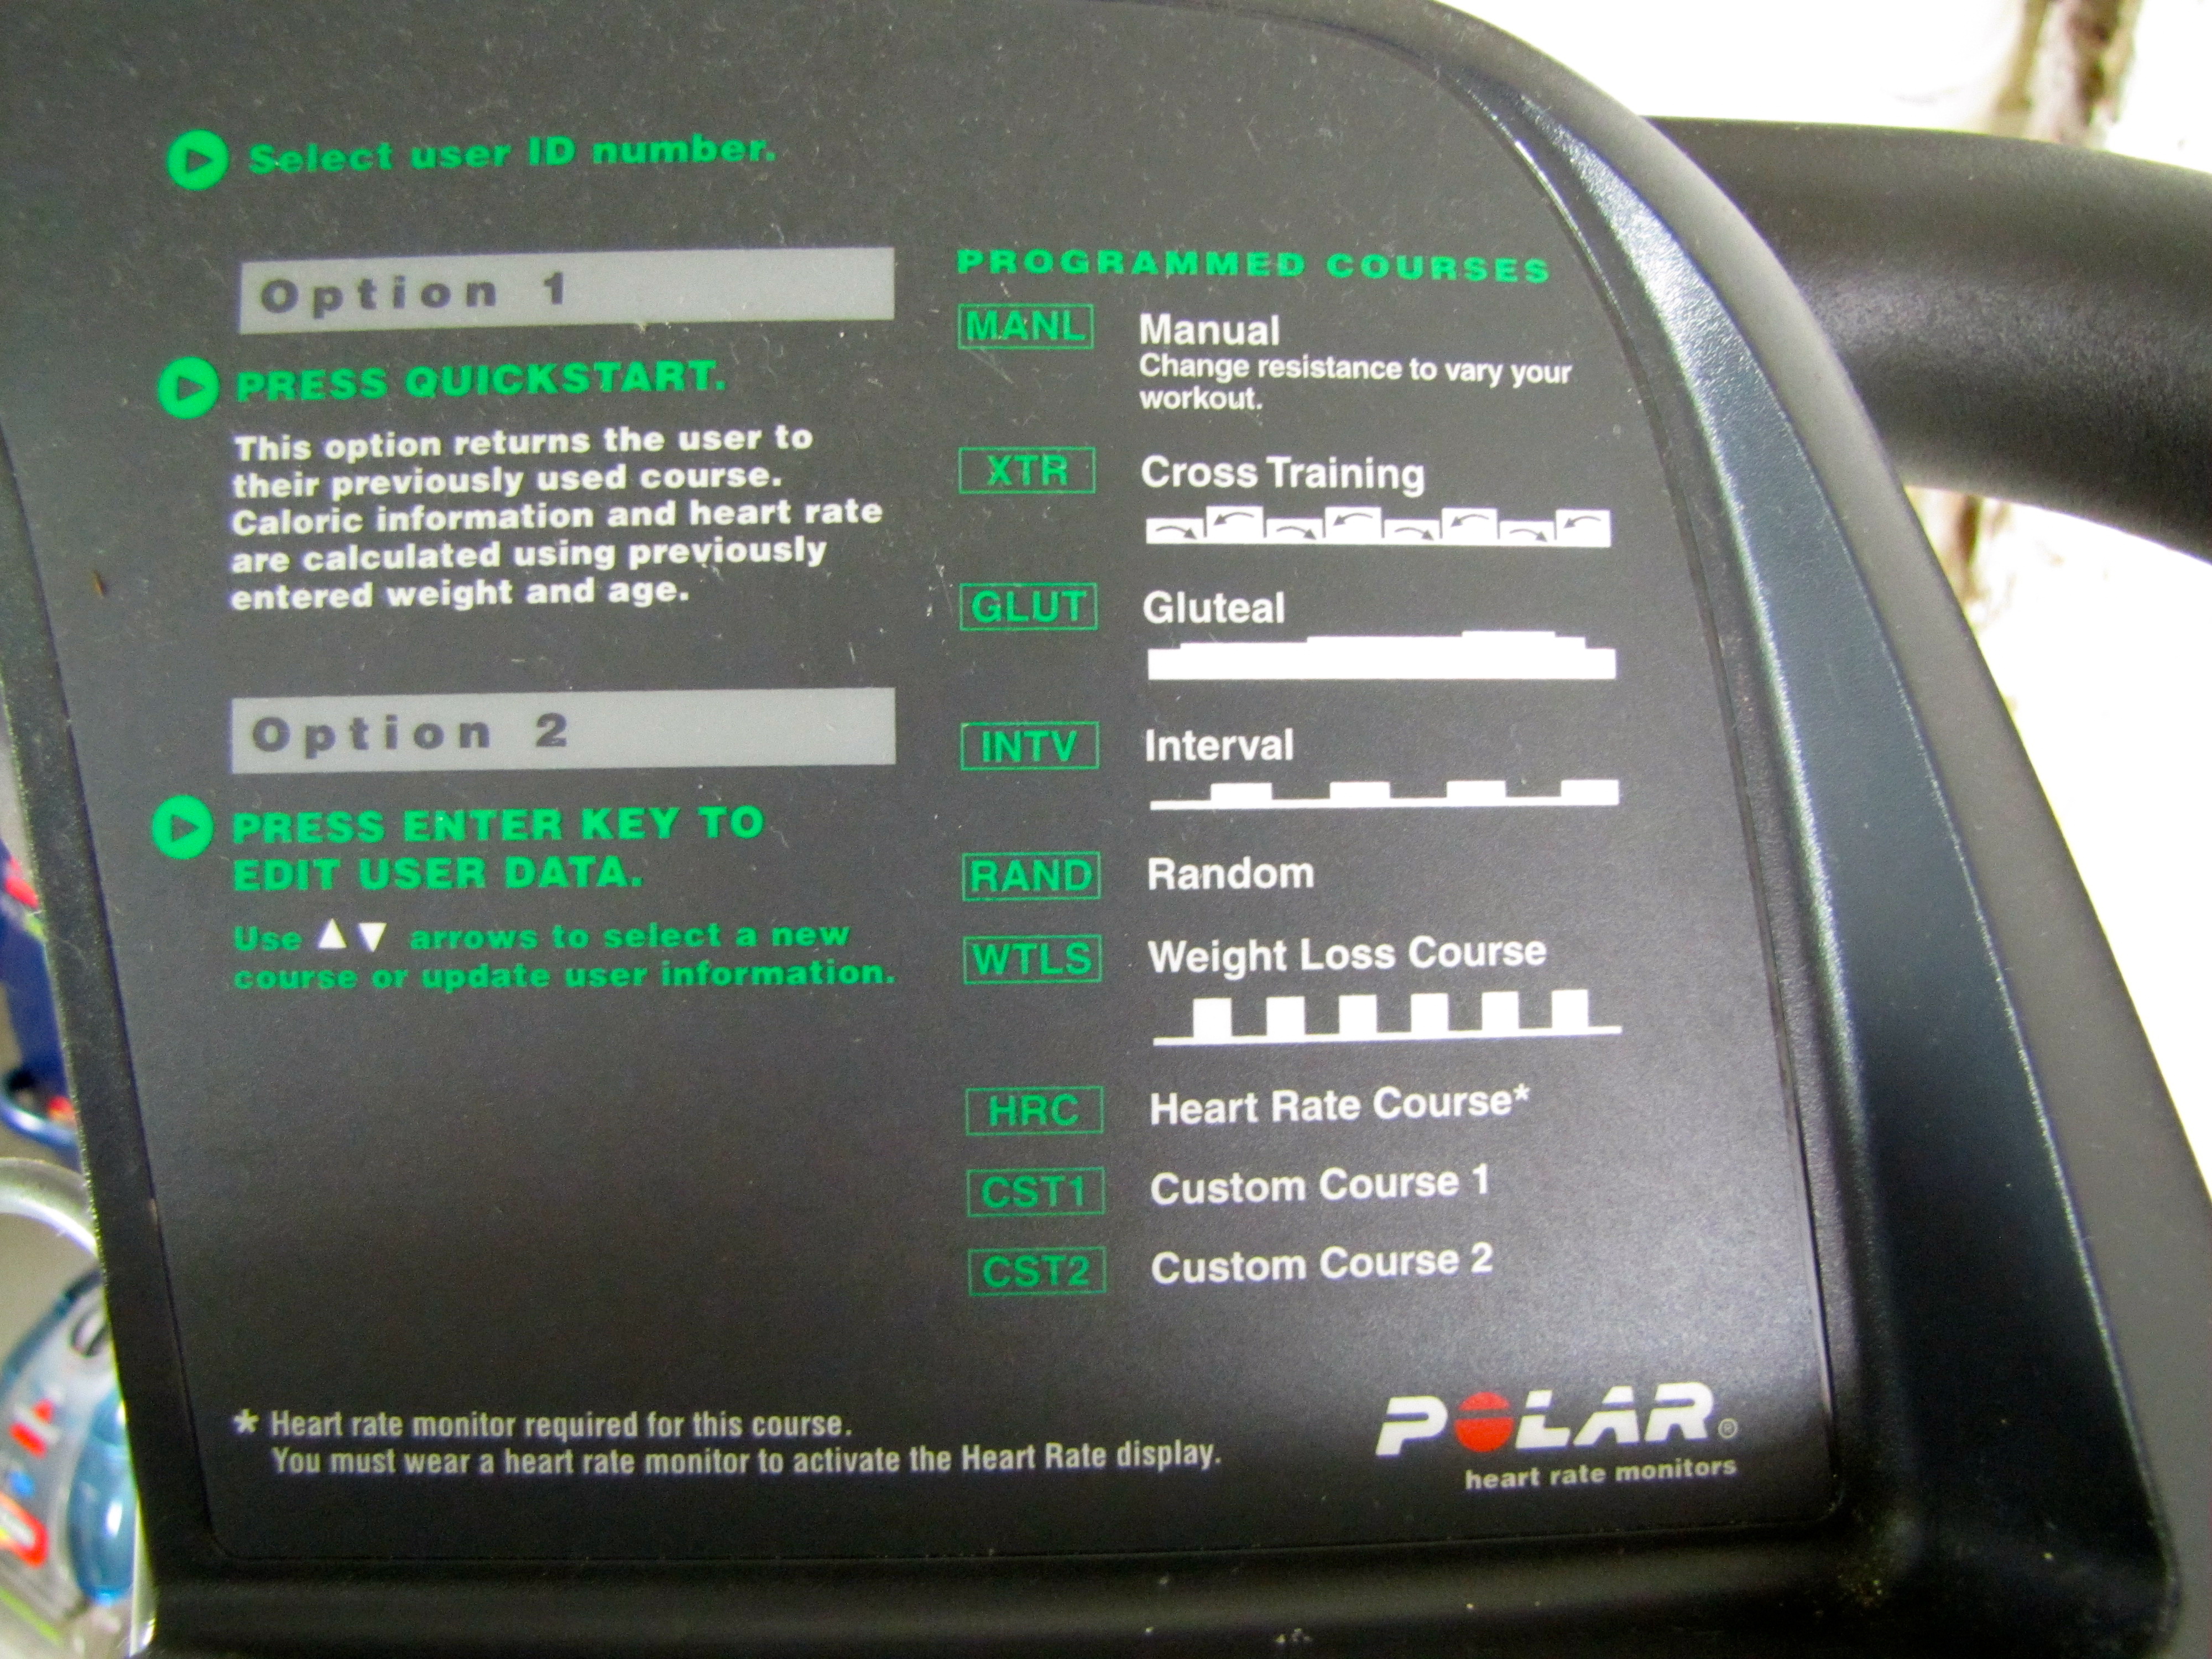 Select user ID number.
Option 1
PRESS QUICKSTART.
This option returns the user to
their previously used course.
Caloric information and heart rate
are calculated using previously
entered weight and age.
Option 2
PRESS ENTER KEY TO
EDIT USER DATA.
Use ▲▼ arrows to select a new
course or update user information.
PROGRAMMED COURSES
MANL Manual
Change resistance to vary your
workout.
XTR Cross Training
GLUT Gluteal
INTV Interval
RAND Random
WTLS Weight Loss Course
HRC Heart Rate Course*
CST1 Custom Course 1
CST2 Custom Course 2
* Heart rate monitor required for this course.
You must wear a heart rate monitor to activate the Heart Rate display.
POLAR®
heart rate monitors